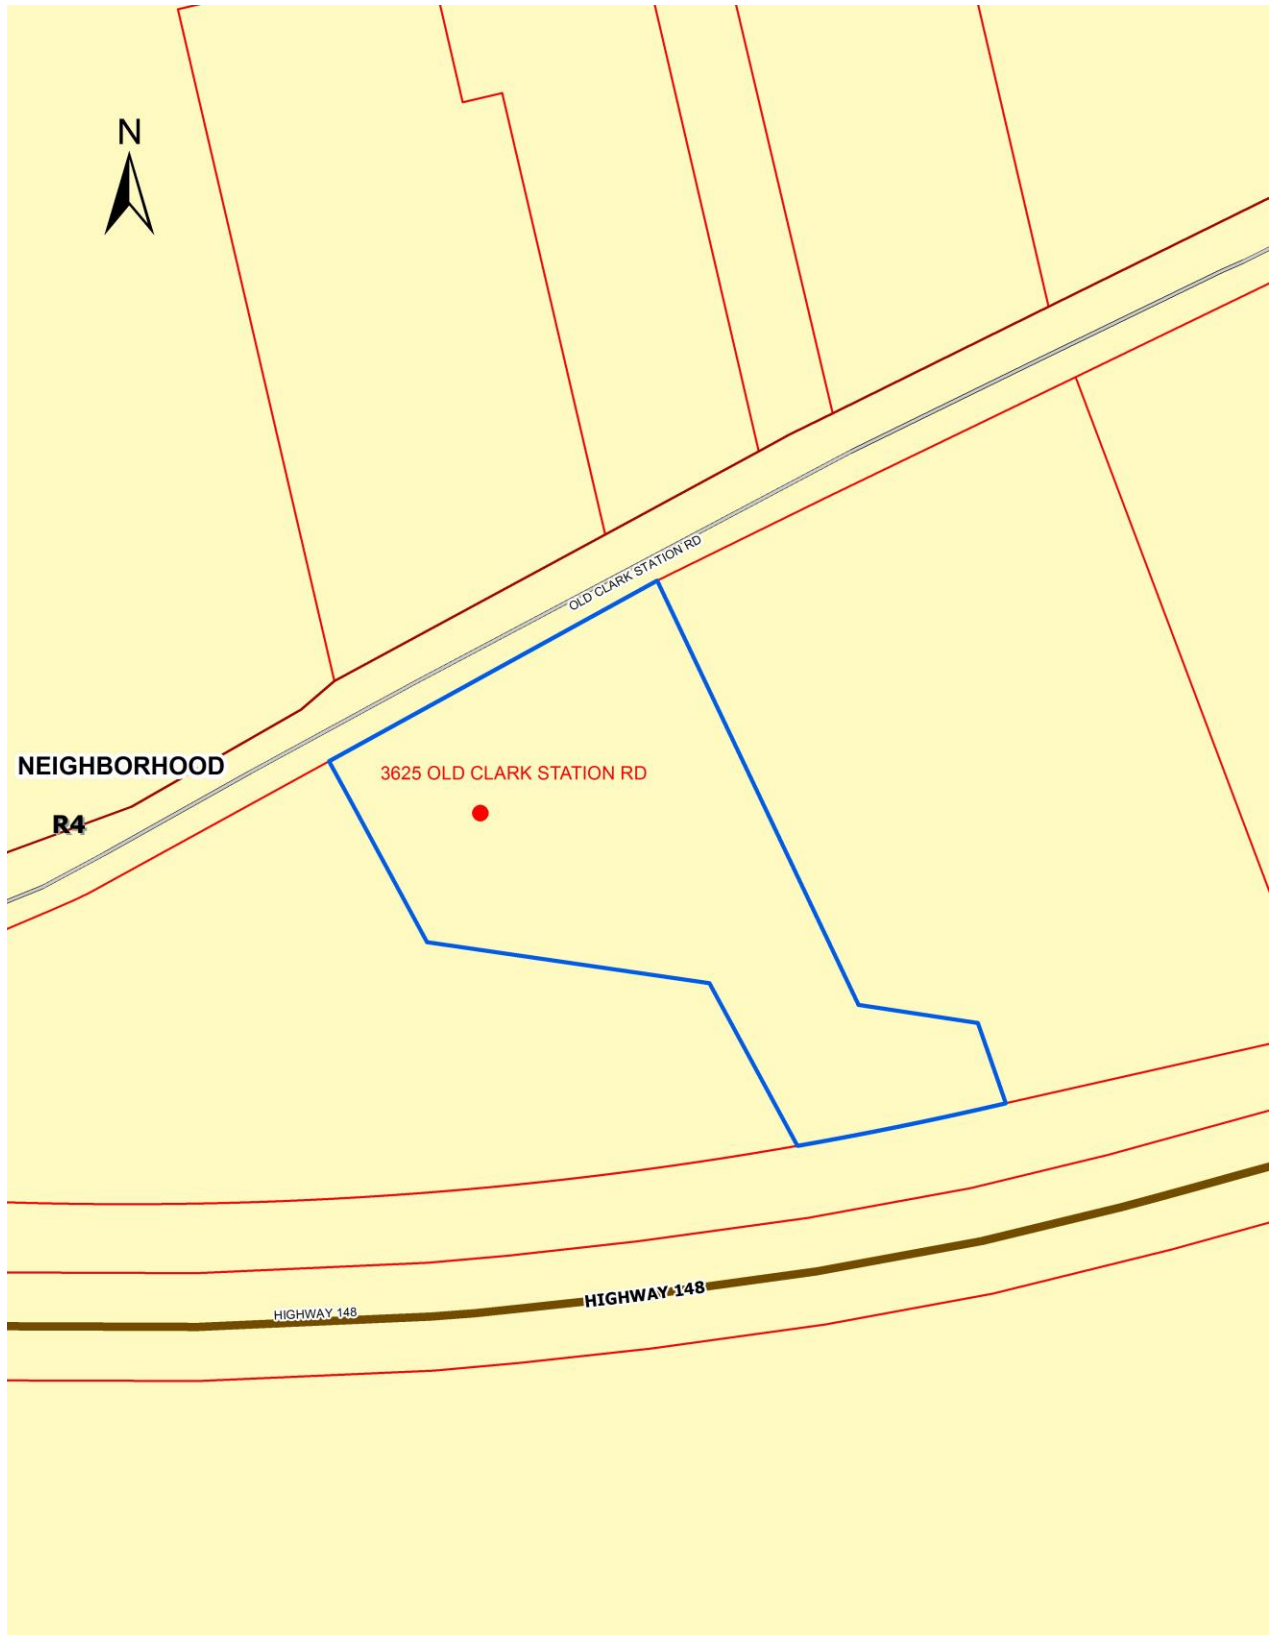 N
OLD CLARK STATION RD
NEIGHBORHOOD
3625 OLD CLARK STATION RD
R4
HIGHWAY 148
HIGHWAY 148